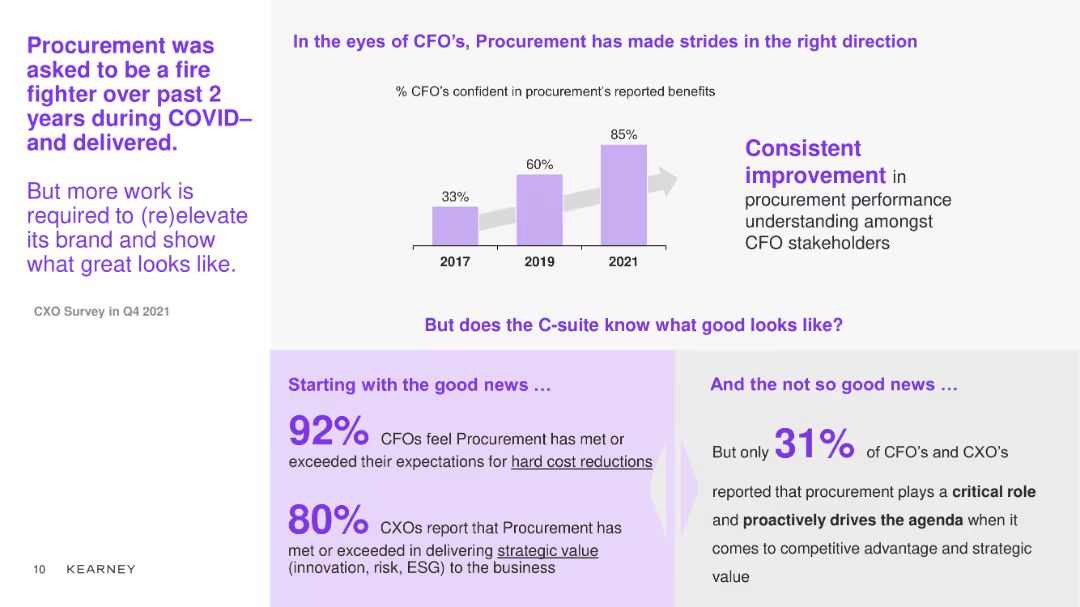 Procurement was
asked to be a fire
fighter over past 2
years during COVID–
and delivered.
But more work is
required to (re)elevate
its brand and show
what great looks like.
CXO Survey in Q4 2021
In the eyes of CFO’s, Procurement has made strides in the right direction
% CFO’s confident in procurement’s reported benefits
33%
60%
85%
2017
2019
2021
Consistent
improvement in
procurement performance
understanding amongst
CFO stakeholders
But does the C-suite know what good looks like?
Starting with the good news …
92% CFOs feel Procurement has met or
exceeded their expectations for hard cost reductions
80% CXOs report that Procurement has
met or exceeded in delivering strategic value
(innovation, risk, ESG) to the business
And the not so good news …
But only 31% of CFO’s and CXO’s
reported that procurement plays a critical role
and proactively drives the agenda when it
comes to competitive advantage and strategic
value
10 KEARNEY